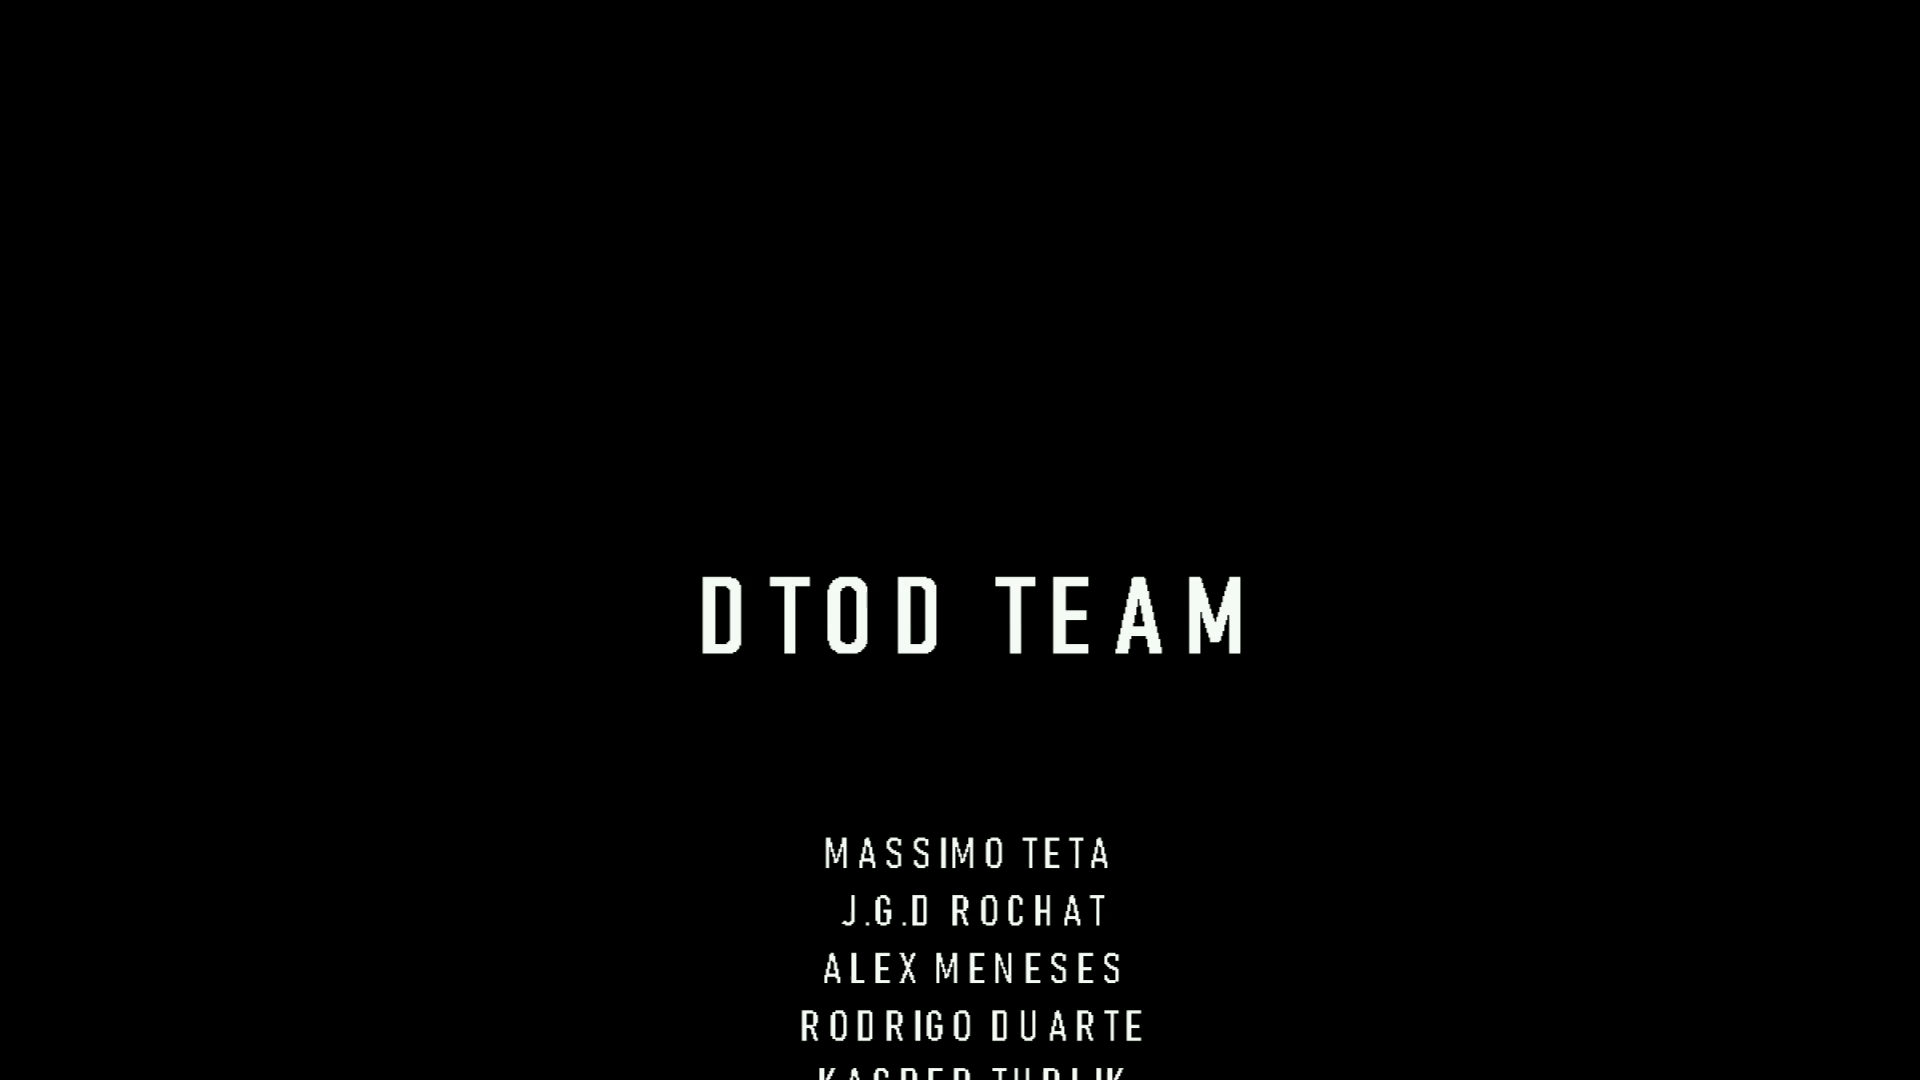 DTOD TEAM
MASSIMO TETA
J.G.D ROCHAT
ALEX MENESES
RODRIGO DUARTE